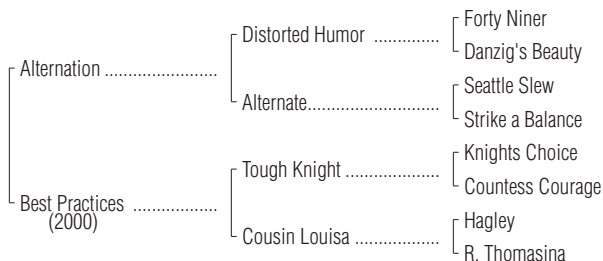 Forty Niner
Distorted Humor ..............
Danzig's Beauty
Alternation ........................
Seattle Slew
Alternate............................
Strike a Balance
Knights Choice
Tough Knight ....................
Countess Courage
Best Practices ..................
(2000)
Hagley
Cousin Louisa ..................
R. Thomasina